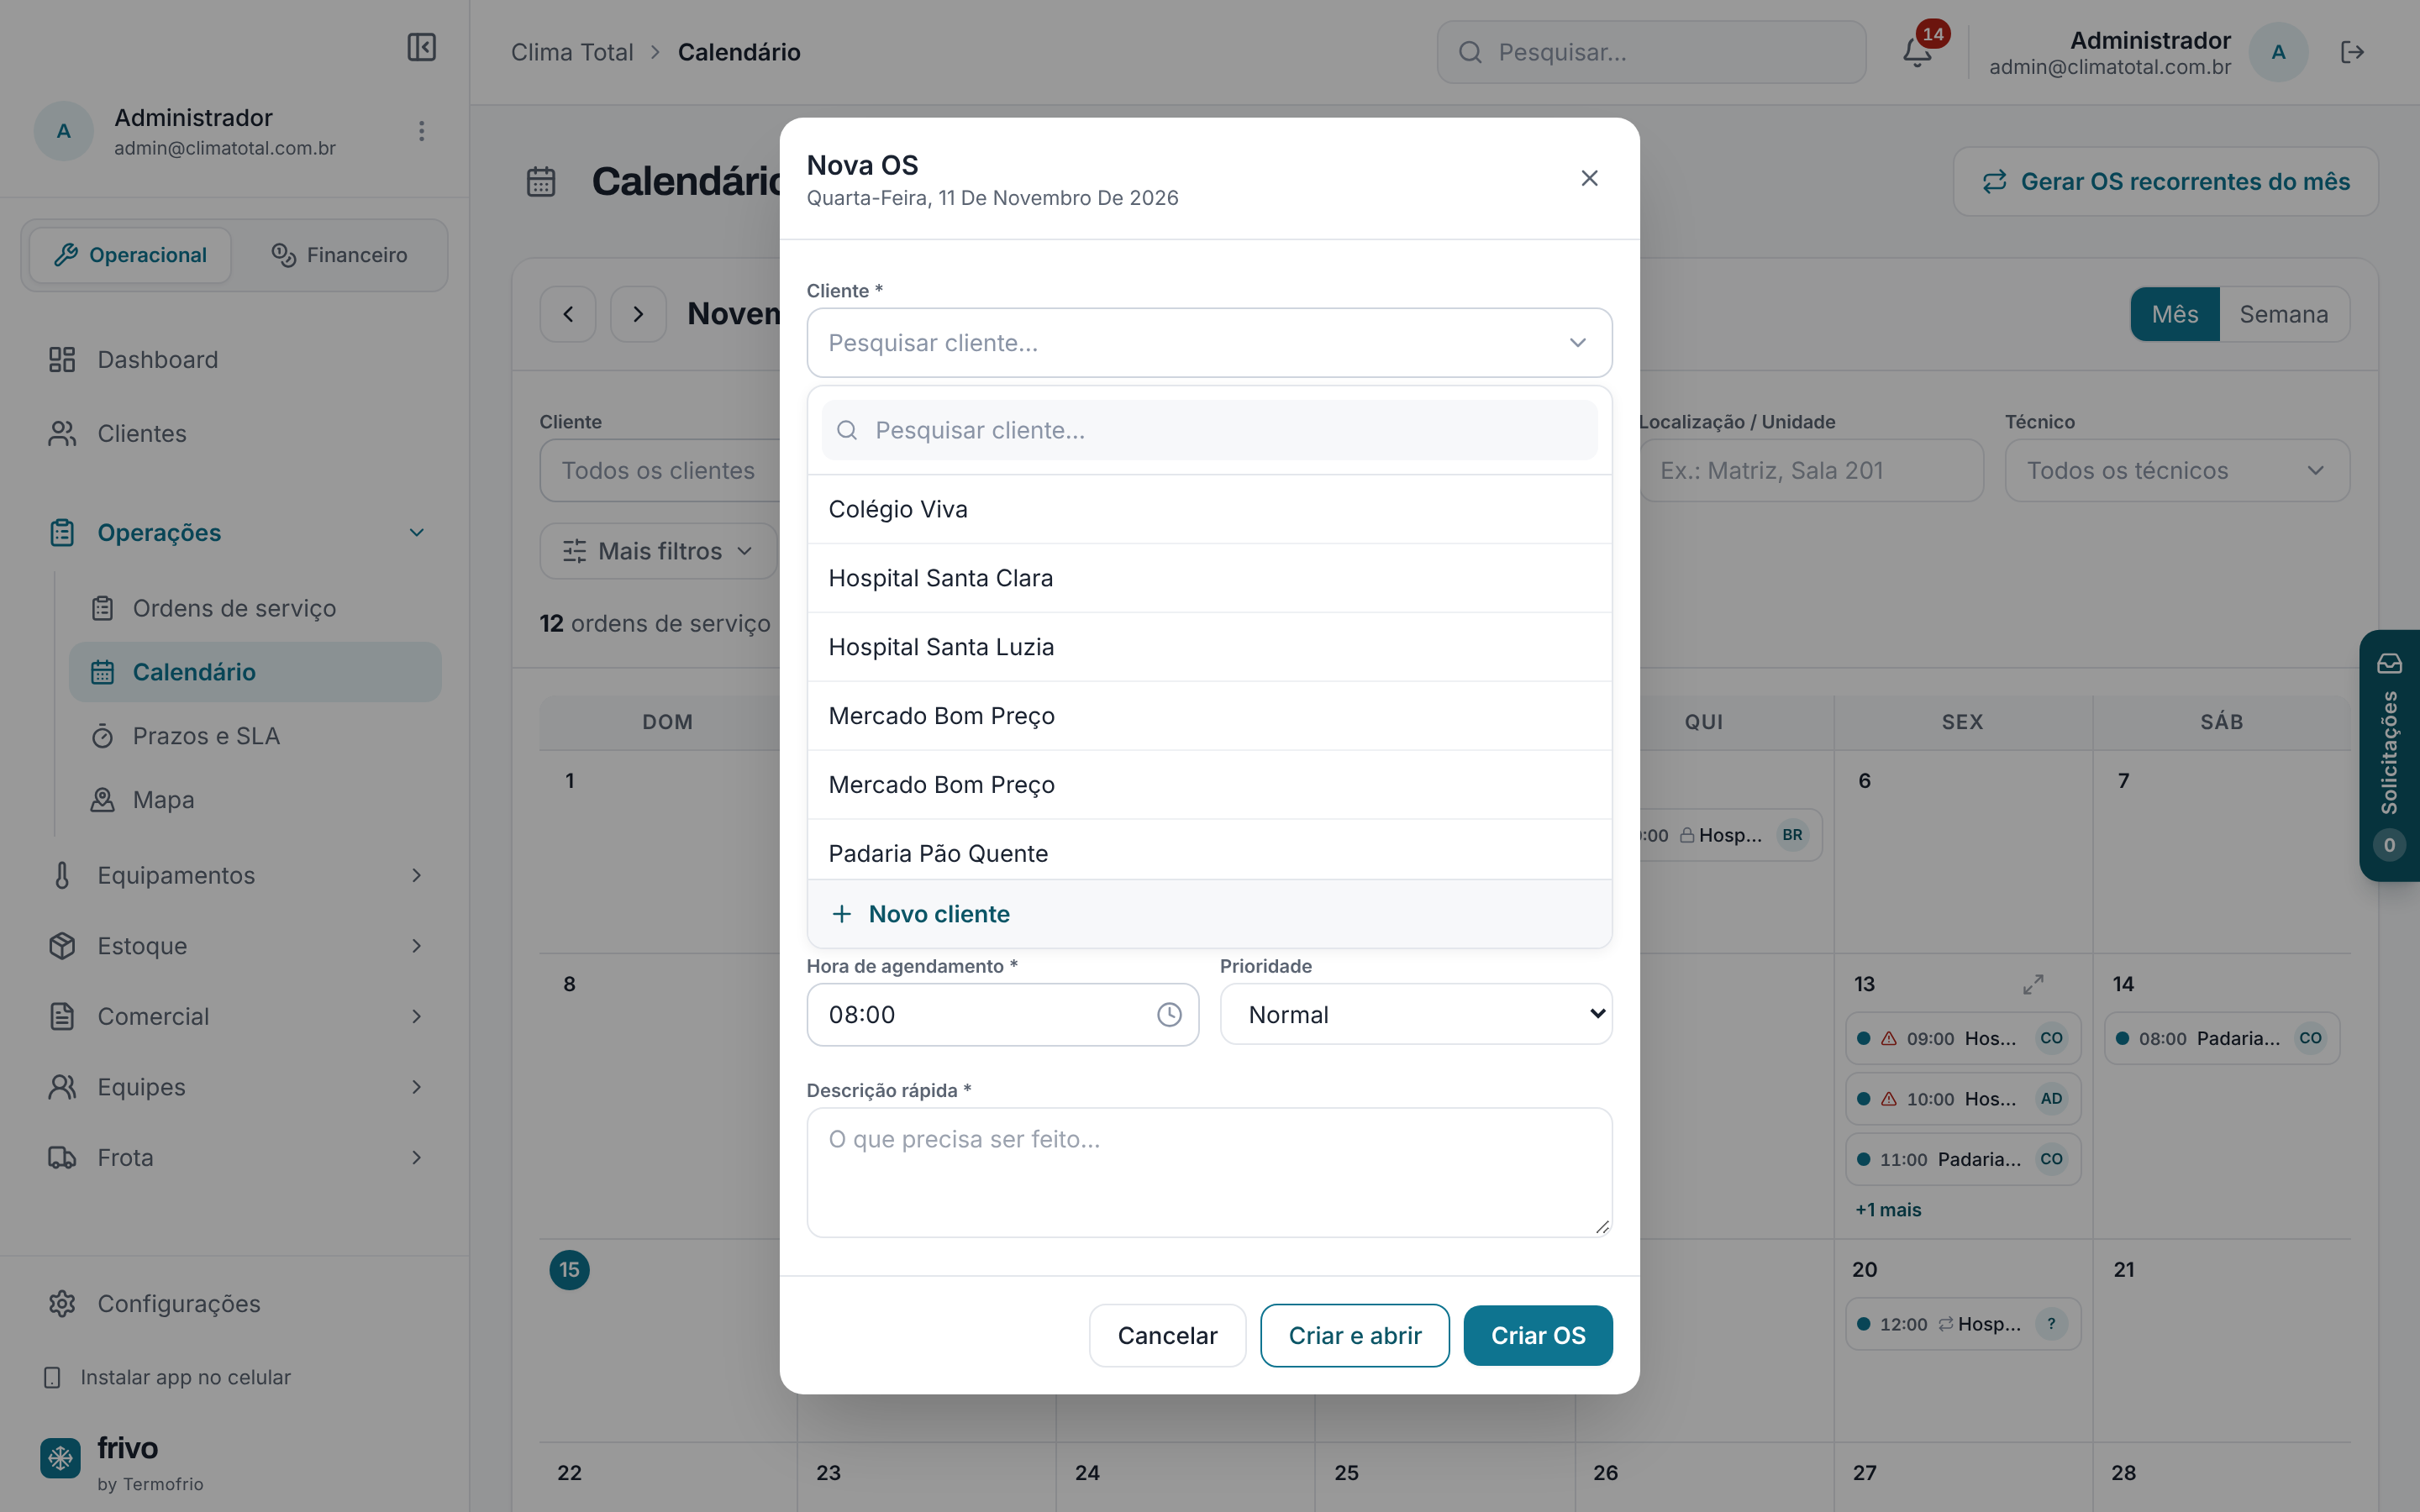 Clima Total > Calendário
Pesquisar...
14
Administrador
admin@climatotal.com.br
A
A
Administrador
admin@climatotal.com.br
Operacional
Financeiro
Dashboard
Clientes
Operações
Ordens de serviço
Calendário
Prazos e SLA
Mapa
Equipamentos
Estoque
Comercial
Equipes
Frota
Configurações
Instalar app no celular
frivo
by Termofrio
Calendário
Gerar OS recorrentes do mês
Novem
Mês
Semana
Cliente
Todos os clientes
Localização / Unidade
Ex.: Matriz, Sala 201
Técnico
Todos os técnicos
Mais filtros
12 ordens de serviço
DOM
QUI
SEX
SÁB
1
6
7
:00 Hosp... BR
8
13
14
09:00 Hos... CO
10:00 Hos... AD
11:00 Padaria... CO
+1 mais
08:00 Padaria... CO
15
20
21
12:00 Hosp... ?
22
23
24
25
26
27
28
Solicitações
0
Nova OS
Quarta-Feira, 11 De Novembro De 2026
Cliente *
Pesquisar cliente...
Pesquisar cliente...
Colégio Viva
Hospital Santa Clara
Hospital Santa Luzia
Mercado Bom Preço
Mercado Bom Preço
Padaria Pão Quente
+ Novo cliente
Hora de agendamento *
08:00
Prioridade
Normal
Descrição rápida *
O que precisa ser feito...
Cancelar
Criar e abrir
Criar OS